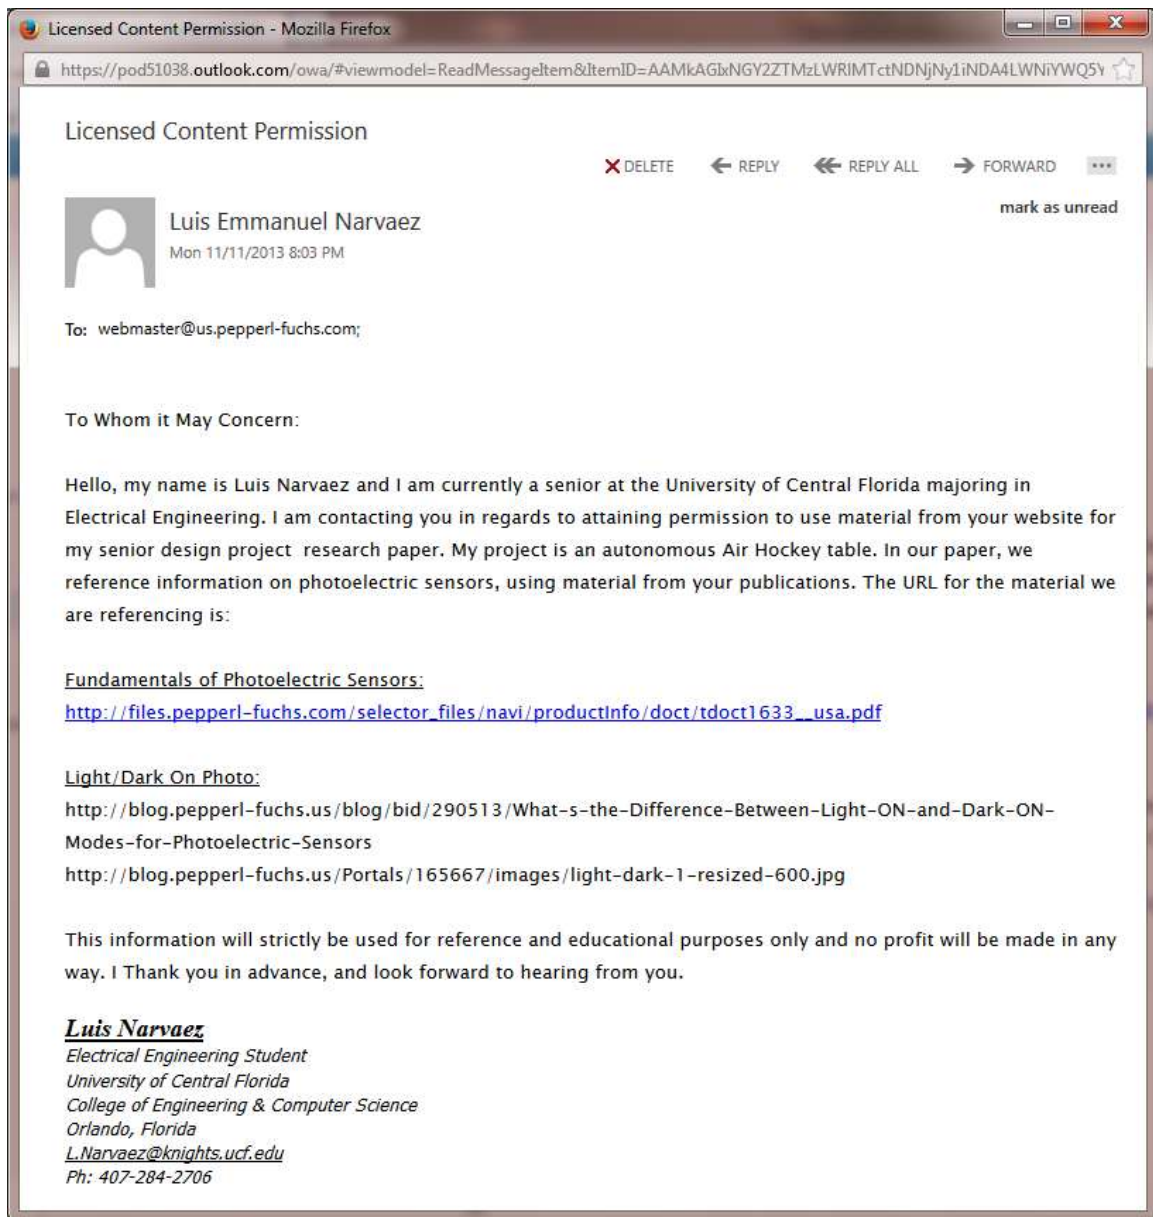 Licensed Content Permission - Mozilla Firefox
https://pod51038.outlook.com/owa/#viewmodel=ReadMessageItem&ItemID=AAMkAGIxNGY2ZTMzLWRlMTctNDNjNy1iNDA4LWNiYWQ5Y
Licensed Content Permission
DELETE REPLY REPLY ALL FORWARD ...
mark as unread
Luis Emmanuel Narvaez
Mon 11/11/2013 8:03 PM
To: webmaster@us.pepperl-fuchs.com;
To Whom it May Concern:
Hello, my name is Luis Narvaez and I am currently a senior at the University of Central Florida majoring in
Electrical Engineering. I am contacting you in regards to attaining permission to use material from your website for
my senior design project  research paper. My project is an autonomous Air Hockey table. In our paper, we
reference information on photoelectric sensors, using material from your publications. The URL for the material we
are referencing is:
Fundamentals of Photoelectric Sensors:
http://files.pepperl-fuchs.com/selector_files/navi/productInfo/doct/tdoct1633__usa.pdf
Light/Dark On Photo:
http://blog.pepperl-fuchs.us/blog/bid/290513/What-s-the-Difference-Between-Light-ON-and-Dark-ON-
Modes-for-Photoelectric-Sensors
http://blog.pepperl-fuchs.us/Portals/165667/images/light-dark-1-resized-600.jpg
This information will strictly be used for reference and educational purposes only and no profit will be made in any
way. I Thank you in advance, and look forward to hearing from you.
Luis Narvaez
Electrical Engineering Student
University of Central Florida
College of Engineering & Computer Science
Orlando, Florida
L.Narvaez@knights.ucf.edu
Ph: 407-284-2706